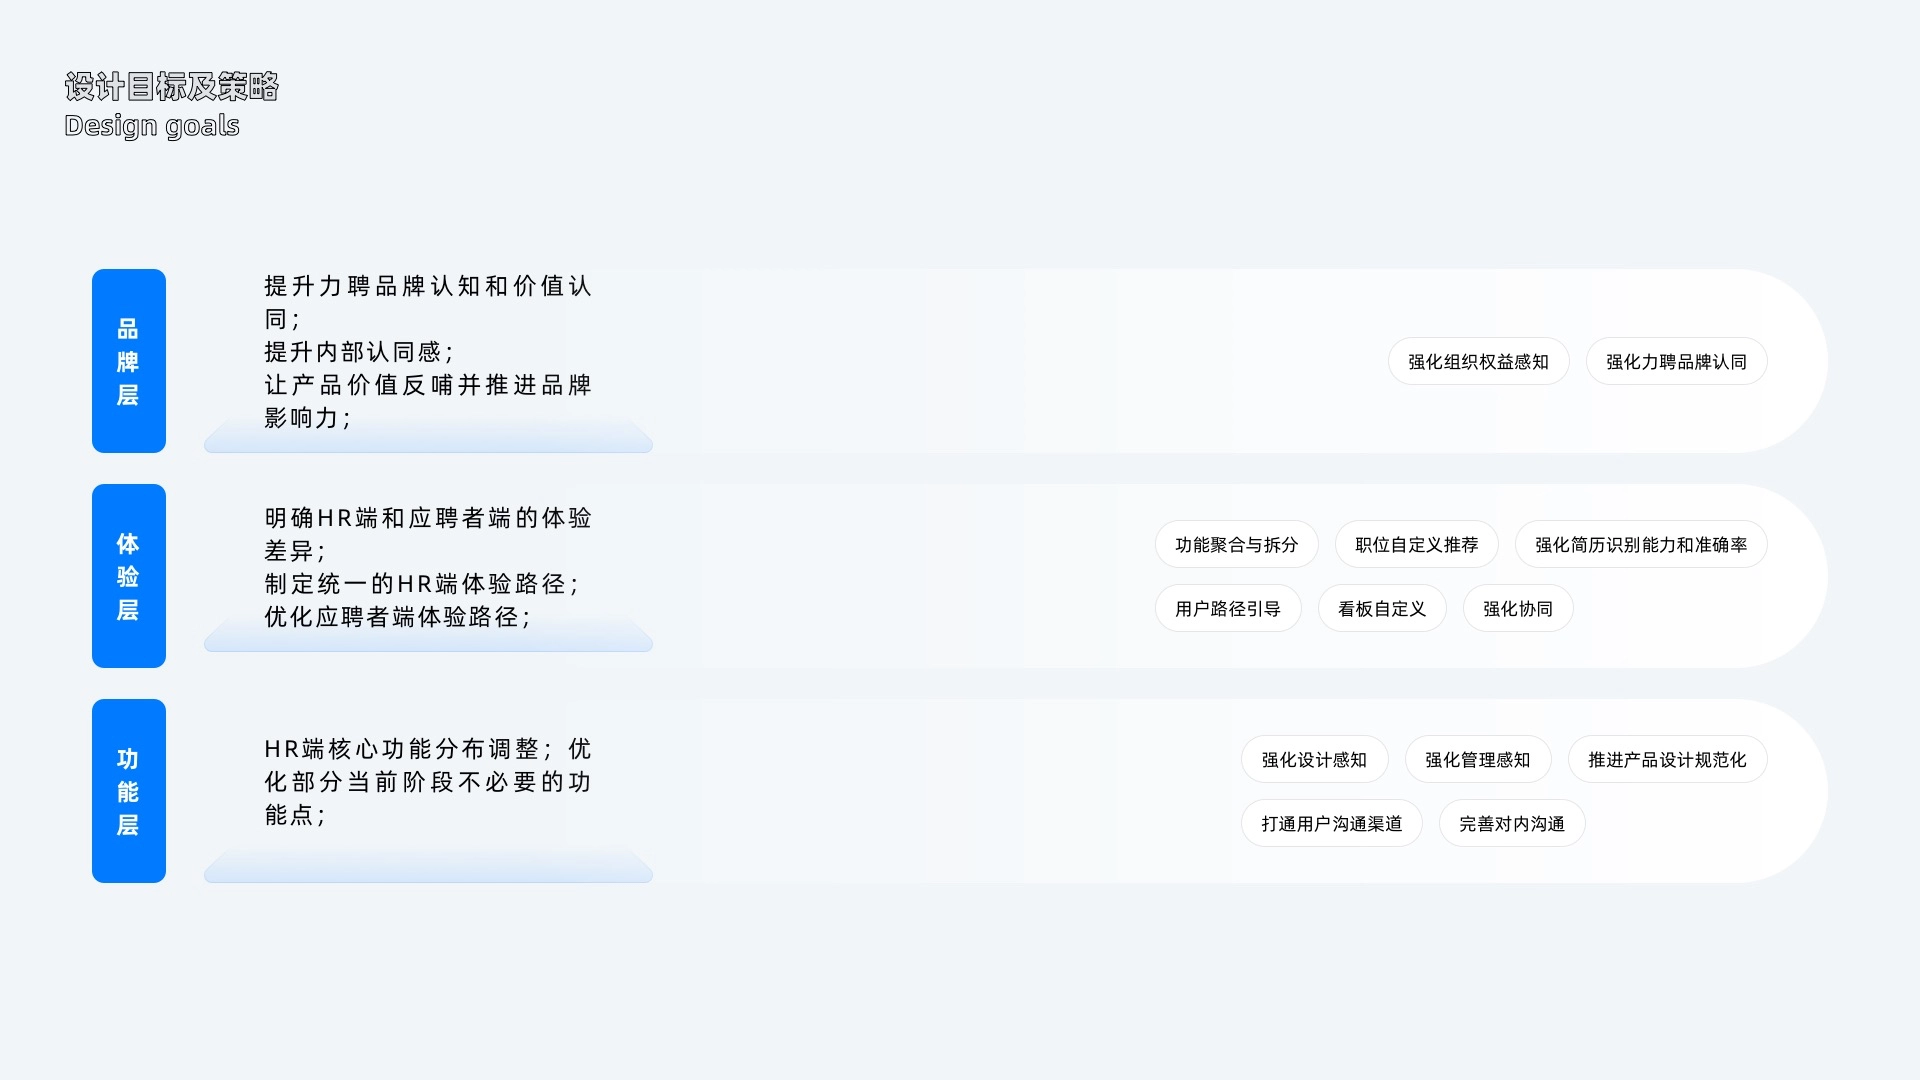 设计目标及策略
Design goals
品牌层
提升力聘品牌认知和价值认
同；
提升内部认同感；
让产品价值反哺并推进品牌
影响力；
强化组织权益感知
强化力聘品牌认同
体验层
明确HR端和应聘者端的体验
差异；
制定统一的HR端体验路径；
优化应聘者端体验路径；
功能聚合与拆分
职位自定义推荐
强化简历识别能力和准确率
用户路径引导
看板自定义
强化协同
功能层
HR端核心功能分布调整；优
化部分当前阶段不必要的功
能点；
强化设计感知
强化管理感知
推进产品设计规范化
打通用户沟通渠道
完善对内沟通